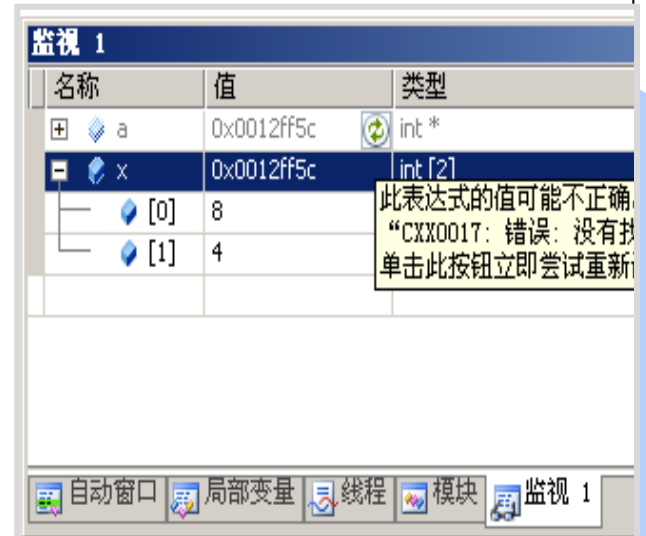 监视 1
名称 值 类型
a 0x0012ff5c int *
x 0x0012ff5c int [2]
[0] 8
[1] 4
此表达式的值可能不正确
“CXX0017: 错误: 没有找
单击此按钮立即尝试重新
自动窗口 局部变量 线程 模块 监视 1